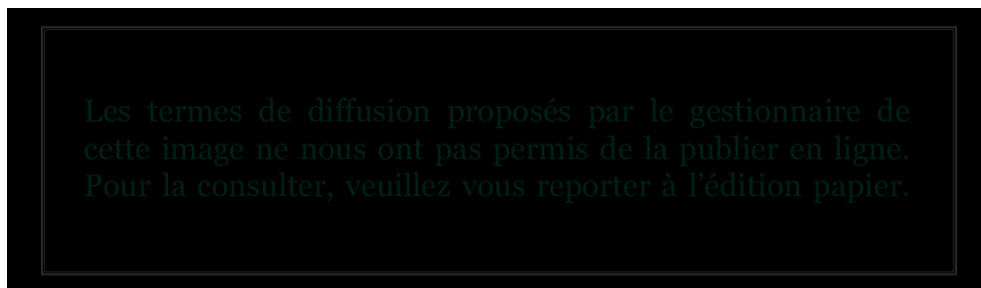 Les termes de diffusion proposés par le gestionnaire de
cette image ne nous ont pas permis de la publier en ligne.
Pour la consulter, veuillez vous reporter à l’édition papier.